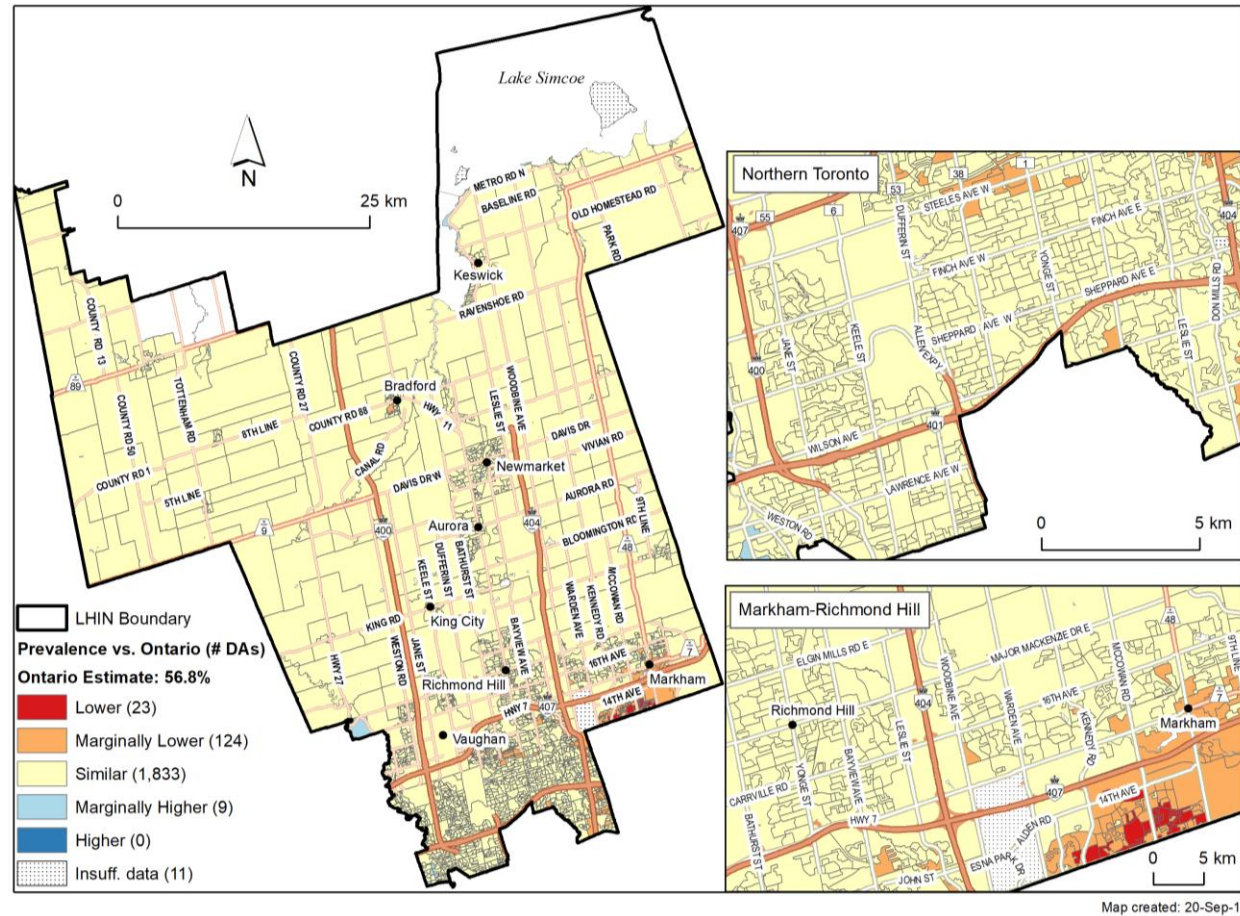 Lake Simcoe
N
0
25 km
METRO RD N
BASELINE RD
OLD HOMESTEAD RD
PARK RD
Keswick
RAVENSHOE RD
COUNTY RD 13
89
COUNTY RD 50
TOTTENHAM RD
COUNTY RD 27
Bradford
8TH LINE
COUNTY RD 88
HWY 11
LESLIE ST
WOODBINE AVE
CANAL RD
DAVIS DR
VIVIAN RD
COUNTY RD 1
5TH LINE
DAVIS DR W
Newmarket
9
400
Aurora
AURORA RD
404
BLOOMINGTON RD
9TH LINE
48
KEELE ST
DUFFERIN ST
BATHURST ST
King City
KING RD
HWY 27
WESTON RD
JANE ST
BAYVIEW AVE
WARDEN AVE
KENNEDY RD
MCCOWAN RD
16TH AVE
7
Richmond Hill
Markham
14TH AVE
HWY 7
407
Vaughan
LHIN Boundary
Prevalence vs. Ontario (# DAs)
Ontario Estimate: 56.8%
Lower (23)
Marginally Lower (124)
Similar (1,833)
Marginally Higher (9)
Higher (0)
Insuff. data (11)
Northern Toronto
1
38
53
STEELES AVE W
55
6
407
DUFFERIN ST
FINCH AVE E
404
FINCH AVE W
YONGE ST
SHEPPARD AVE E
DON MILLS RD
SHEPPARD AVE W
LESLIE ST
JANE ST
KEELE ST
ALLEN EXPY
400
WILSON AVE
401
LAWRENCE AVE W
WESTON RD
0
5 km
Markham-Richmond Hill
ELGIN MILLS RD E
MAJOR MACKENZIE DR E
48
9TH LINE
7
WOODBINE AVE
16TH AVE
MCCOWAN RD
Richmond Hill
404
LESLIE ST
WARDEN AVE
Markham
KENNEDY RD
CARRVILLE RD
YONGE ST
BAYVIEW AVE
407
14TH AVE
BATHURST ST
HWY 7
ALDEN RD
ESNA PARK DR
JOHN ST
0
5 km
Map created: 20-Sep-1